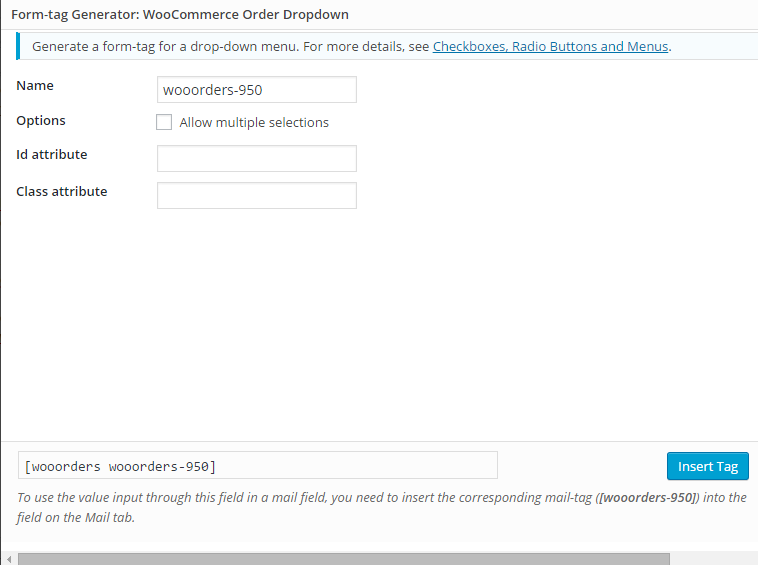 Form-tag Generator: WooCommerce Order Dropdown
Generate a form-tag for a drop-down menu. For more details, see Checkboxes, Radio Buttons and Menus.
Name
wooorders-950
Options
Allow multiple selections
Id attribute
Class attribute
[wooorders wooorders-950]
Insert Tag
To use the value input through this field in a mail field, you need to insert the corresponding mail-tag ([wooorders-950]) into the
field on the Mail tab.